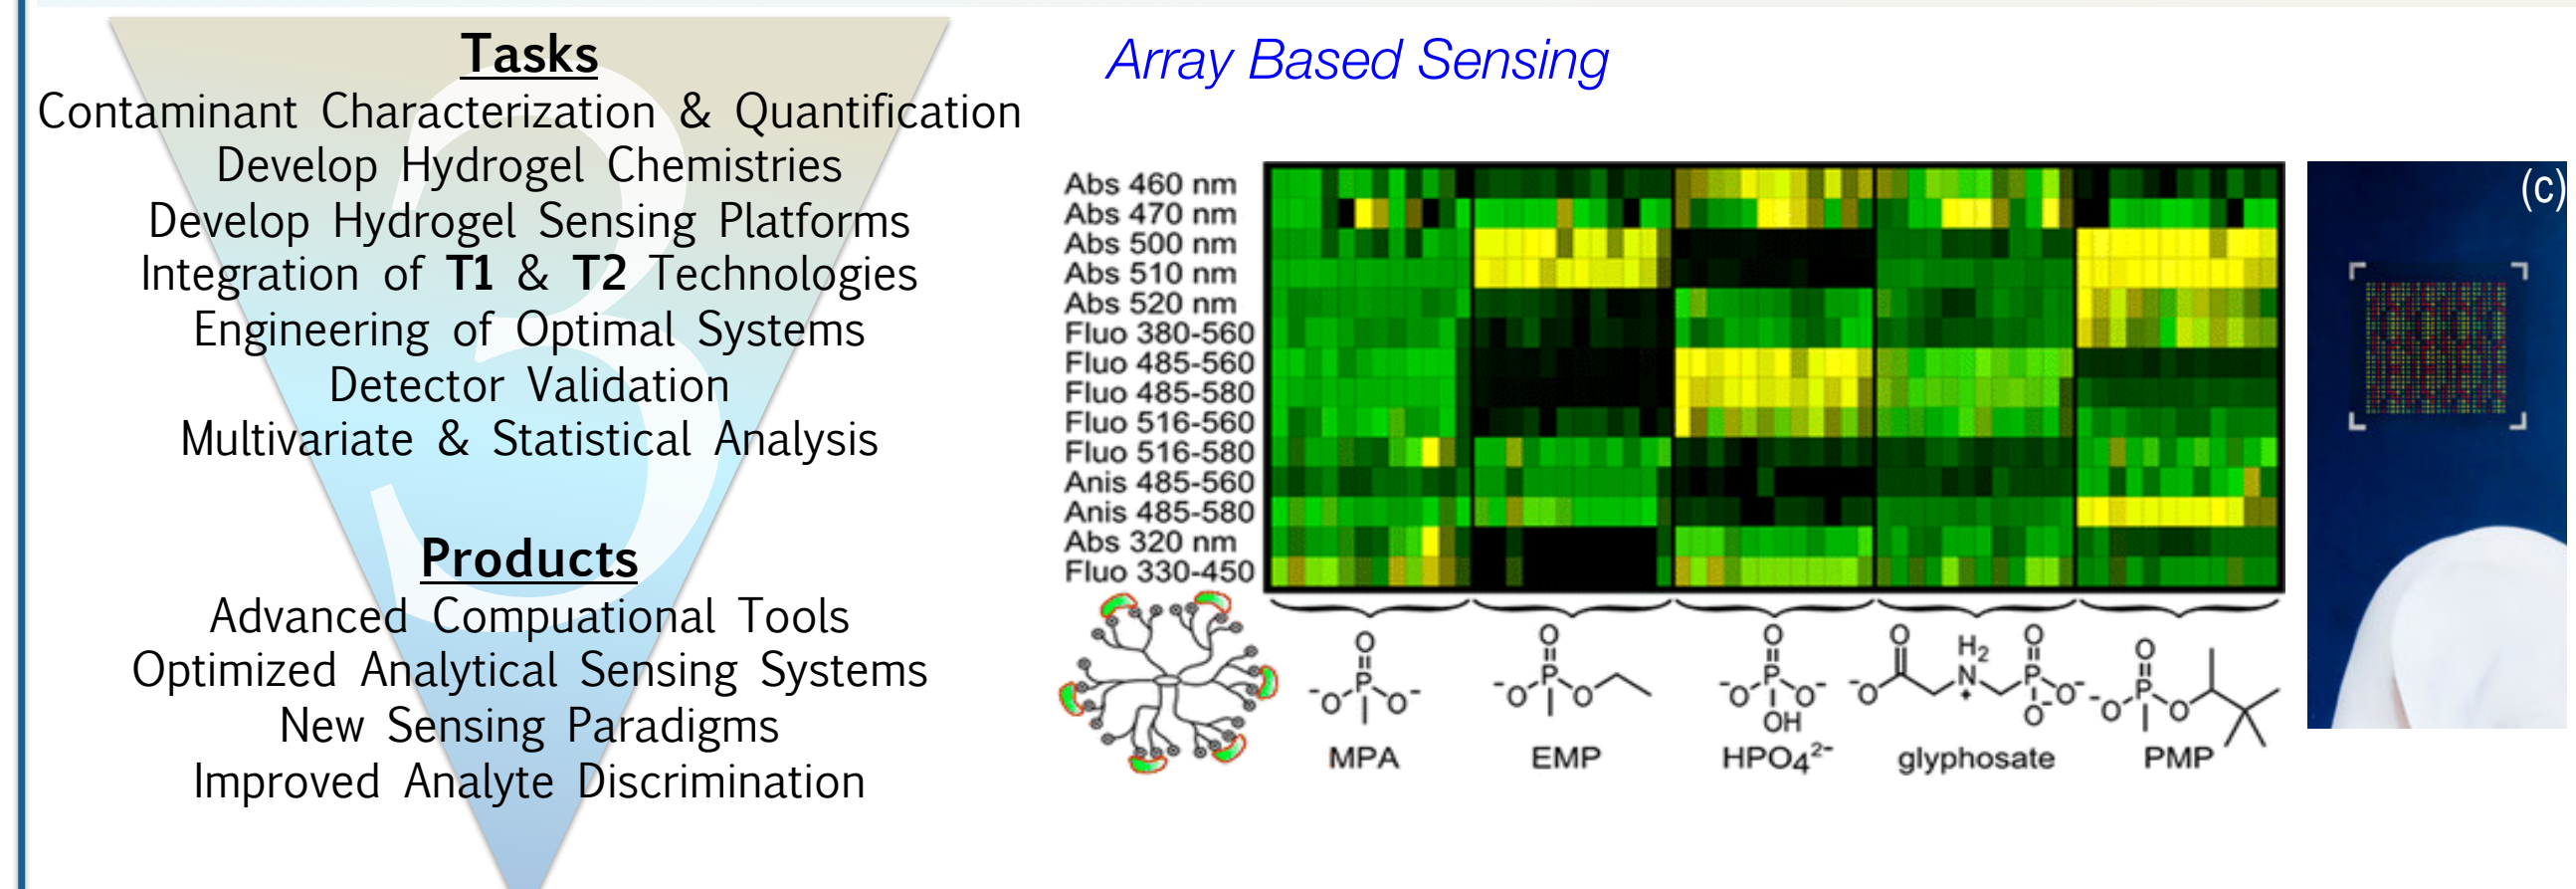 Tasks
Contaminant Characterization & Quantification
Develop Hydrogel Chemistries
Develop Hydrogel Sensing Platforms
Integration of T1 & T2 Technologies
Engineering of Optimal Systems
Detector Validation
Multivariate & Statistical Analysis
3
Products
Advanced Compuational Tools
Optimized Analytical Sensing Systems
New Sensing Paradigms
Improved Analyte Discrimination
Array Based Sensing
Abs 460 nm
Abs 470 nm
Abs 500 nm
Abs 510 nm
Abs 520 nm
Fluo 380-560
Fluo 485-560
Fluo 485-580
Fluo 516-560
Fluo 516-580
Anis 485-560
Anis 485-580
Abs 320 nm
Fluo 330-450
O
⁻O P O⁻
MPA
O
⁻O P O
EMP
O
⁻O P O⁻
OH
HPO₄²⁻
O H₂ O
⁻O N⁺ P O⁻
O⁻
glyphosate
O
⁻O P O
PMP
(c)